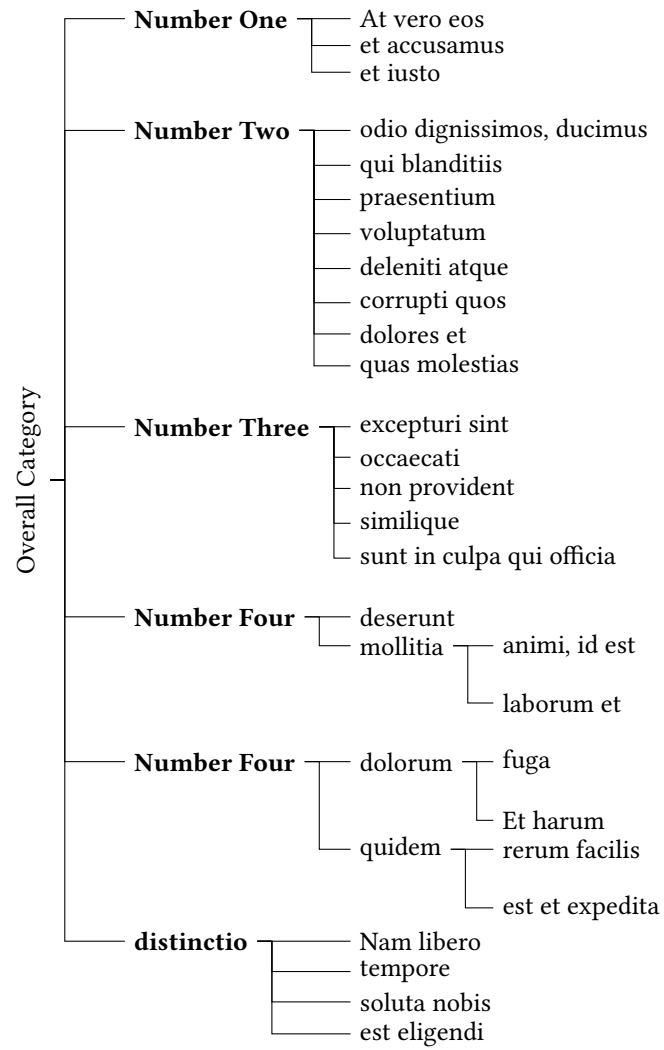 Overall Category
Number One
At vero eos
et accusamus
et iusto
Number Two
odio dignissimos, ducimus
qui blanditiis
praesentium
voluptatum
deleniti atque
corrupti quos
dolores et
quas molestias
Number Three
excepturi sint
occaecati
non provident
similique
sunt in culpa qui officia
Number Four
deserunt
mollitia
animi, id est
laborum et
Number Four
dolorum
fuga
Et harum
quidem
rerum facilis
est et expedita
distinctio
Nam libero
tempore
soluta nobis
est eligendi